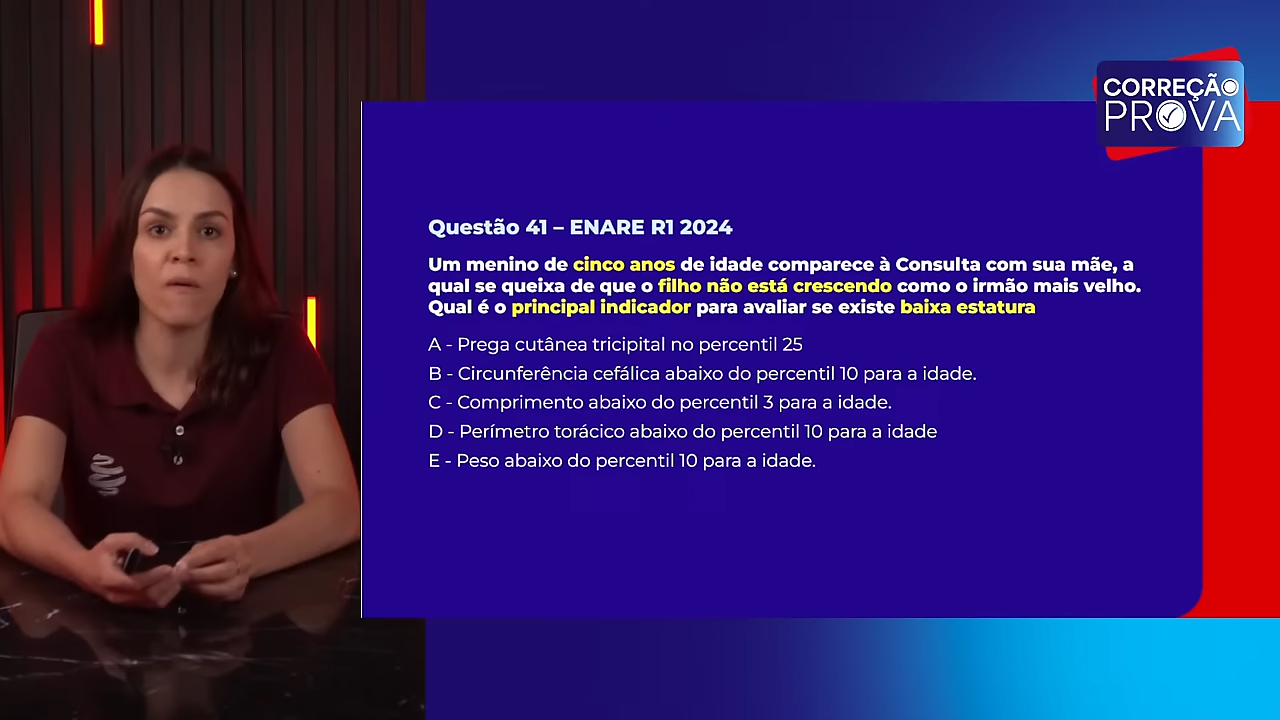 CORREÇÃO
PROVA
Questão 41 – ENARE R1 2024
Um menino de cinco anos de idade comparece à Consulta com sua mãe, a
qual se queixa de que o filho não está crescendo como o irmão mais velho.
Qual é o principal indicador para avaliar se existe baixa estatura
A - Prega cutânea tricipital no percentil 25
B - Circunferência cefálica abaixo do percentil 10 para a idade.
C - Comprimento abaixo do percentil 3 para a idade.
D - Perímetro torácico abaixo do percentil 10 para a idade
E - Peso abaixo do percentil 10 para a idade.